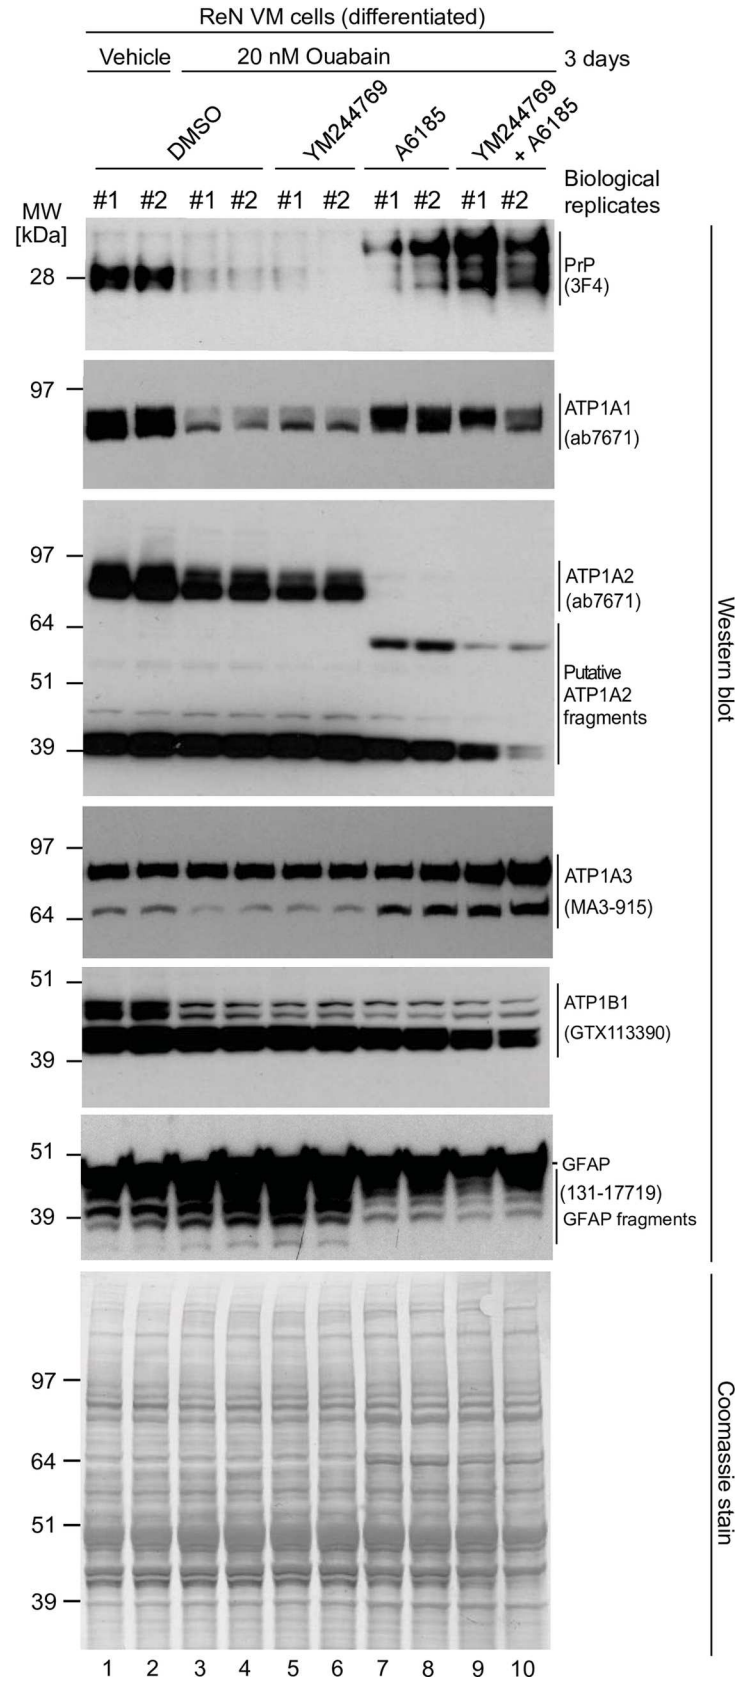 ReN VM cells (differentiated)
Vehicle 20 nM Ouabain 3 days
DMSO YM244769 A6185 YM244769 + A6185
Biological
replicates
#1 #2 #1 #2 #1 #2 #1 #2 #1 #2
MW
[kDa]
28
PrP
(3F4)
97
ATP1A1
(ab7671)
97
ATP1A2
(ab7671)
64
51
39
Putative
ATP1A2
fragments
97
64
ATP1A3
(MA3-915)
51
39
ATP1B1
(GTX113390)
51
39
GFAP
(131-17719)
GFAP fragments
Western blot
97
64
51
39
Coomassie stain
1 2 3 4 5 6 7 8 9 10